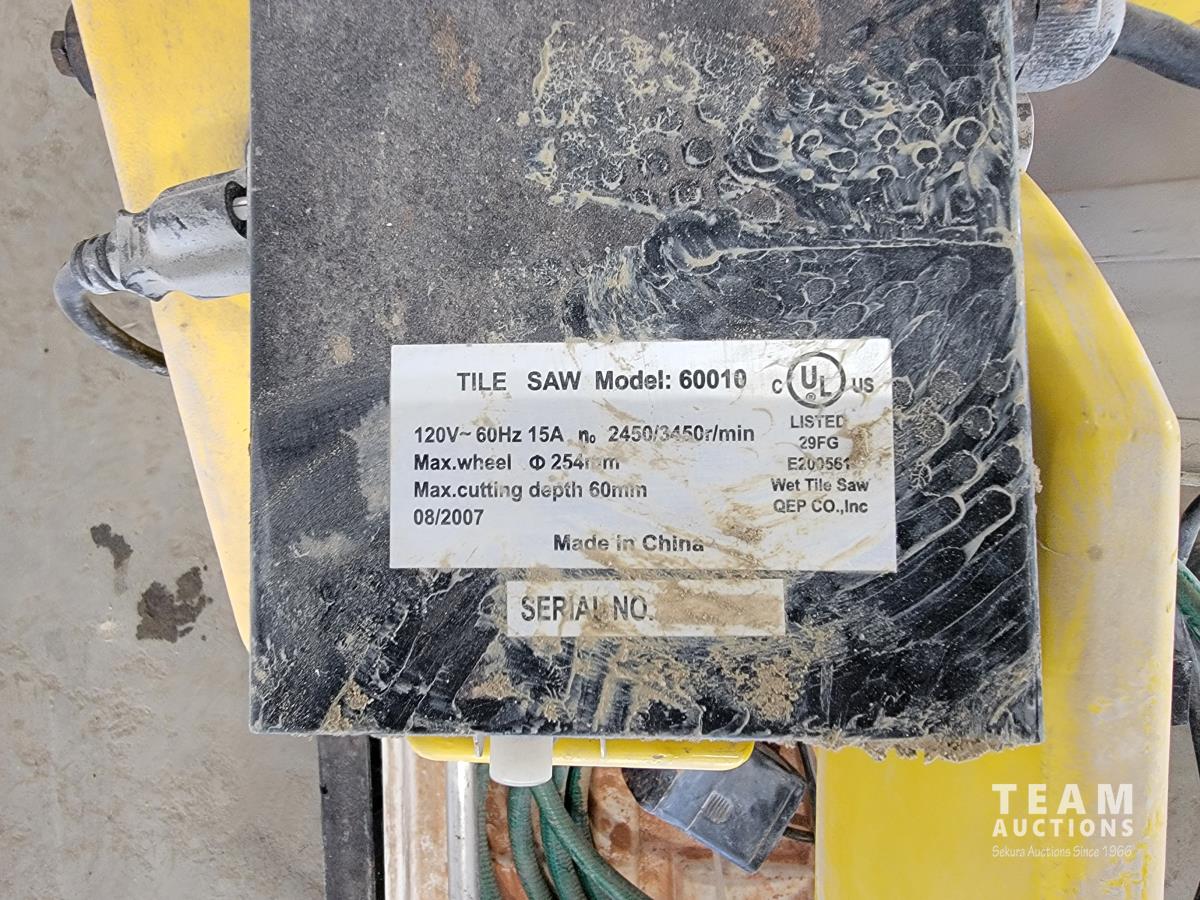 TILE SAW Model: 60010
C UL US
® 
LISTED
120V~ 60Hz 15A n₀ 2450/3450r/min
29FG
Max.wheel Φ 254mm
E200561
Max.cutting depth 60mm
Wet Tile Saw
08/2007
QEP CO.,Inc
Made in China
SERIAL NO.
TEAM
AUCTIONS
Sekura Auctions Since 1966